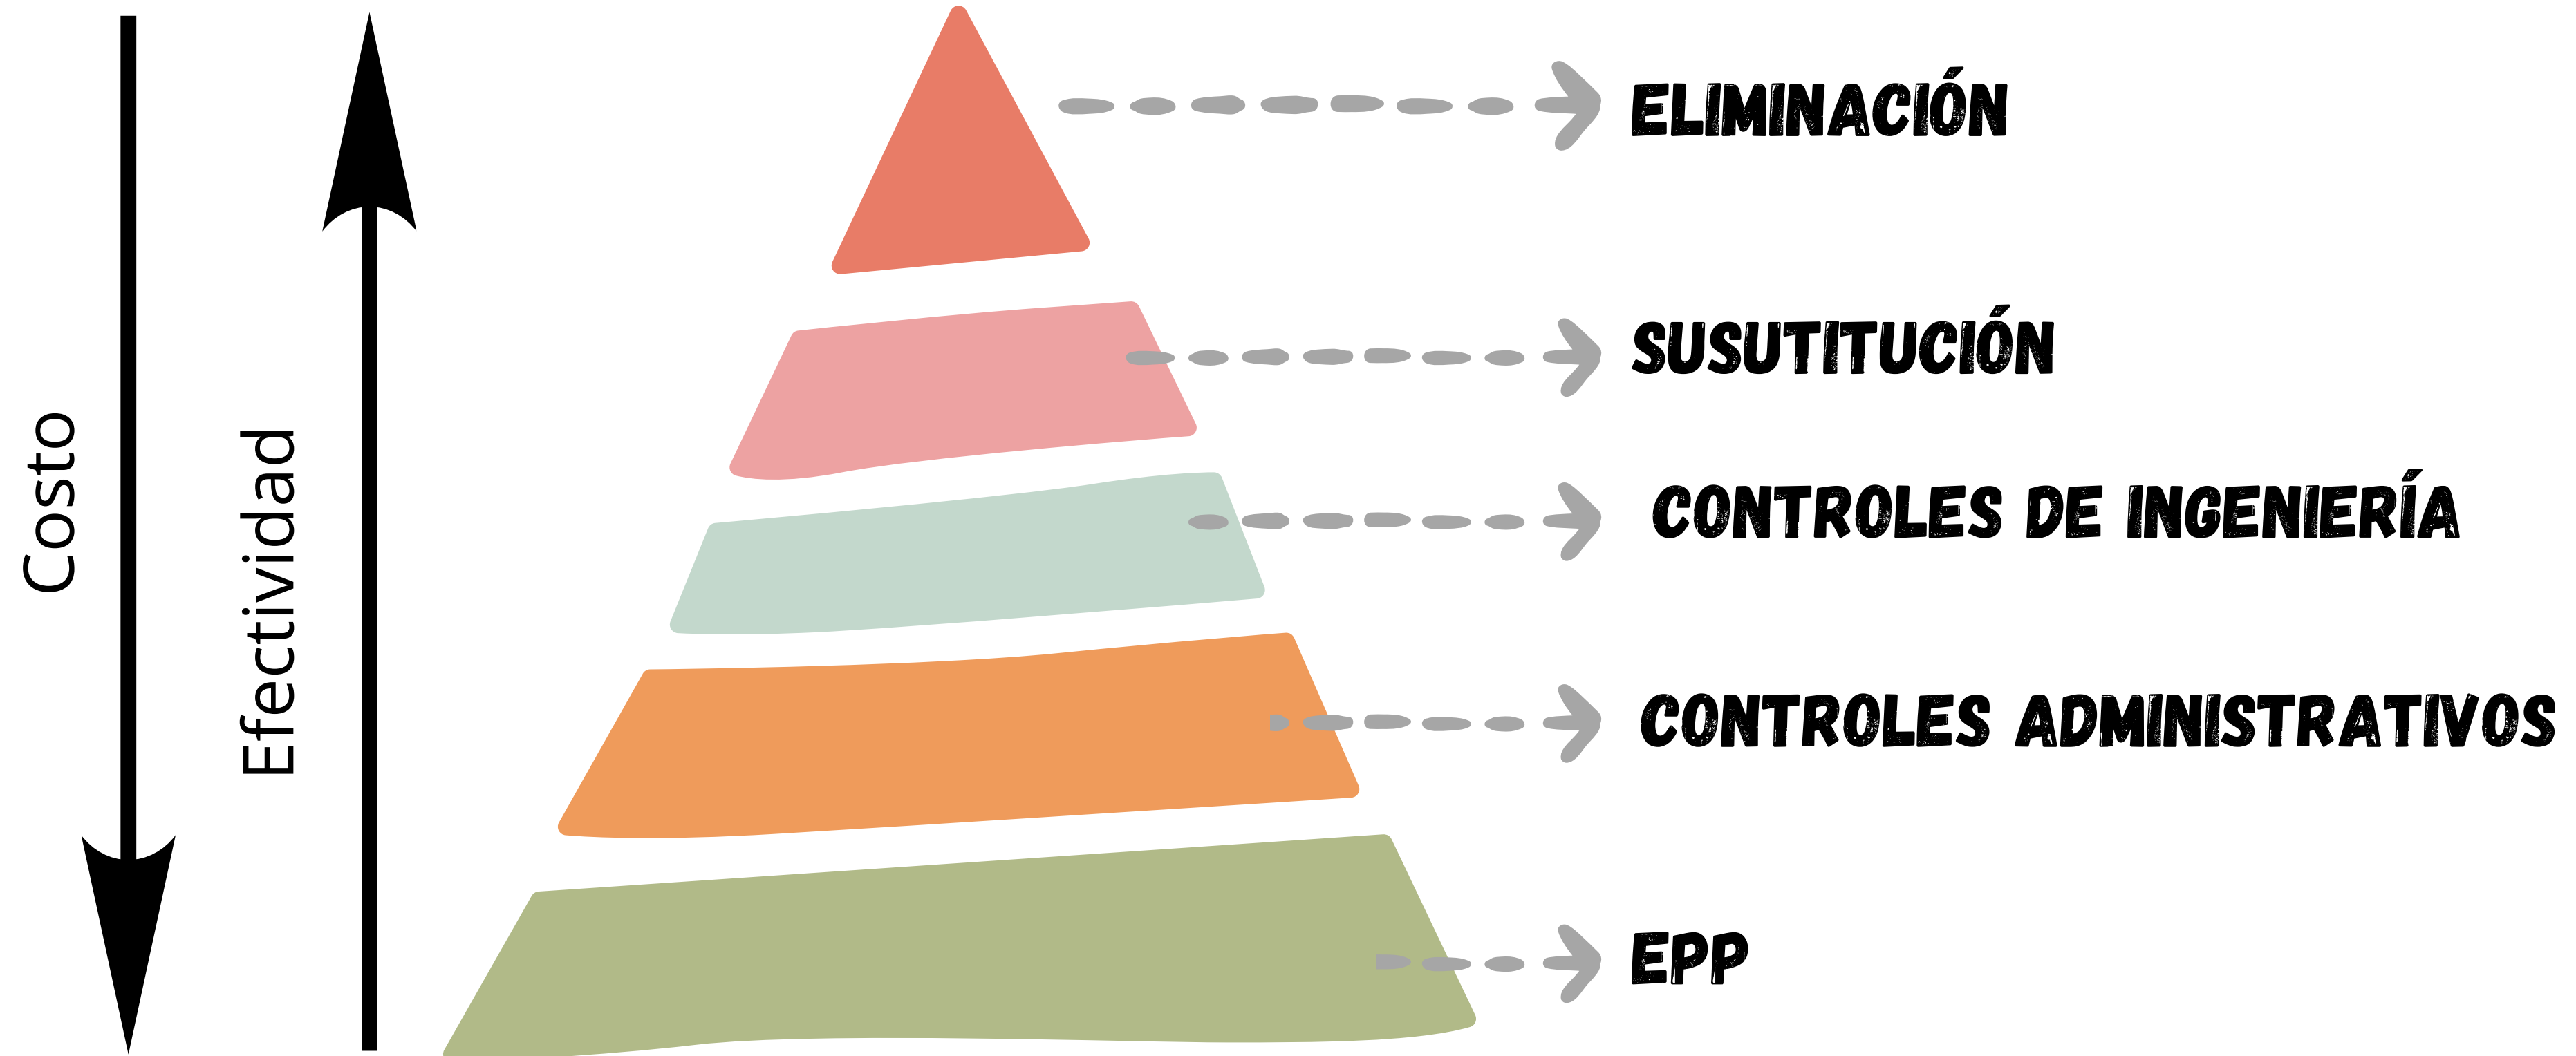 Costo
Efectividad
ELIMINACIÓN
SUSUTITUCIÓN
CONTROLES DE INGENIERÍA
CONTROLES ADMINISTRATIVOS
EPP